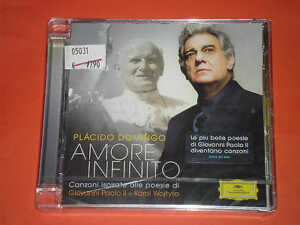 05031
PLÁCIDO DOMINGO
AMORE
INFINITO
Canzoni ispirate alle poesie di
Giovanni Paolo II - Karol Wojtyla
Le più belle poesie
di Giovanni Paolo II
diventano canzoni